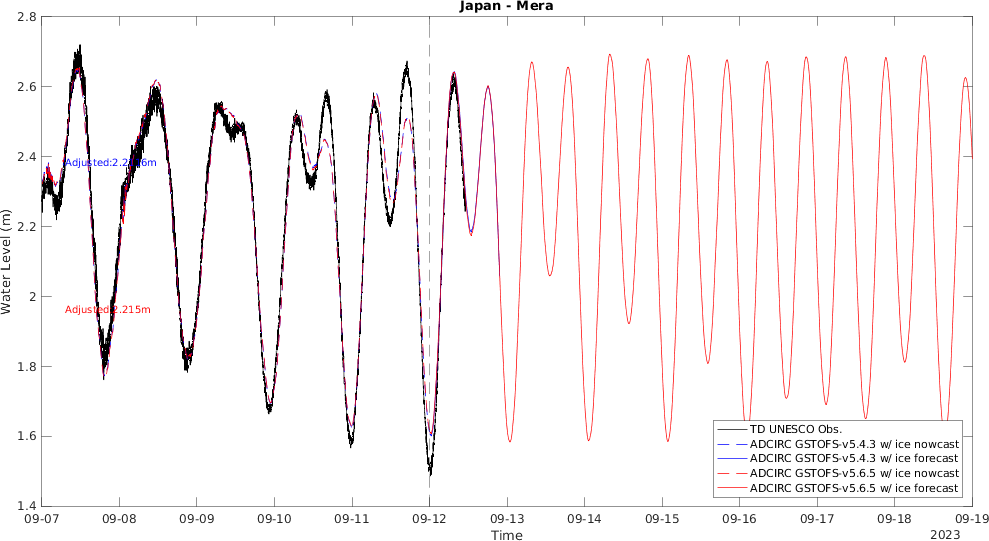 Japan - Mera
2.8
2.6
2.4
2.2
2
1.8
1.6
1.4
Water Level (m)
Adjusted:2.215m
09-07
09-08
09-09
09-10
09-11
09-12
09-13
09-14
09-15
09-16
09-17
09-18
09-19
Time
2023
TD UNESCO Obs.
ADCIRC GSTOFS-v5.4.3 w/ ice nowcast
ADCIRC GSTOFS-v5.4.3 w/ ice forecast
ADCIRC GSTOFS-v5.6.5 w/ ice nowcast
ADCIRC GSTOFS-v5.6.5 w/ ice forecast